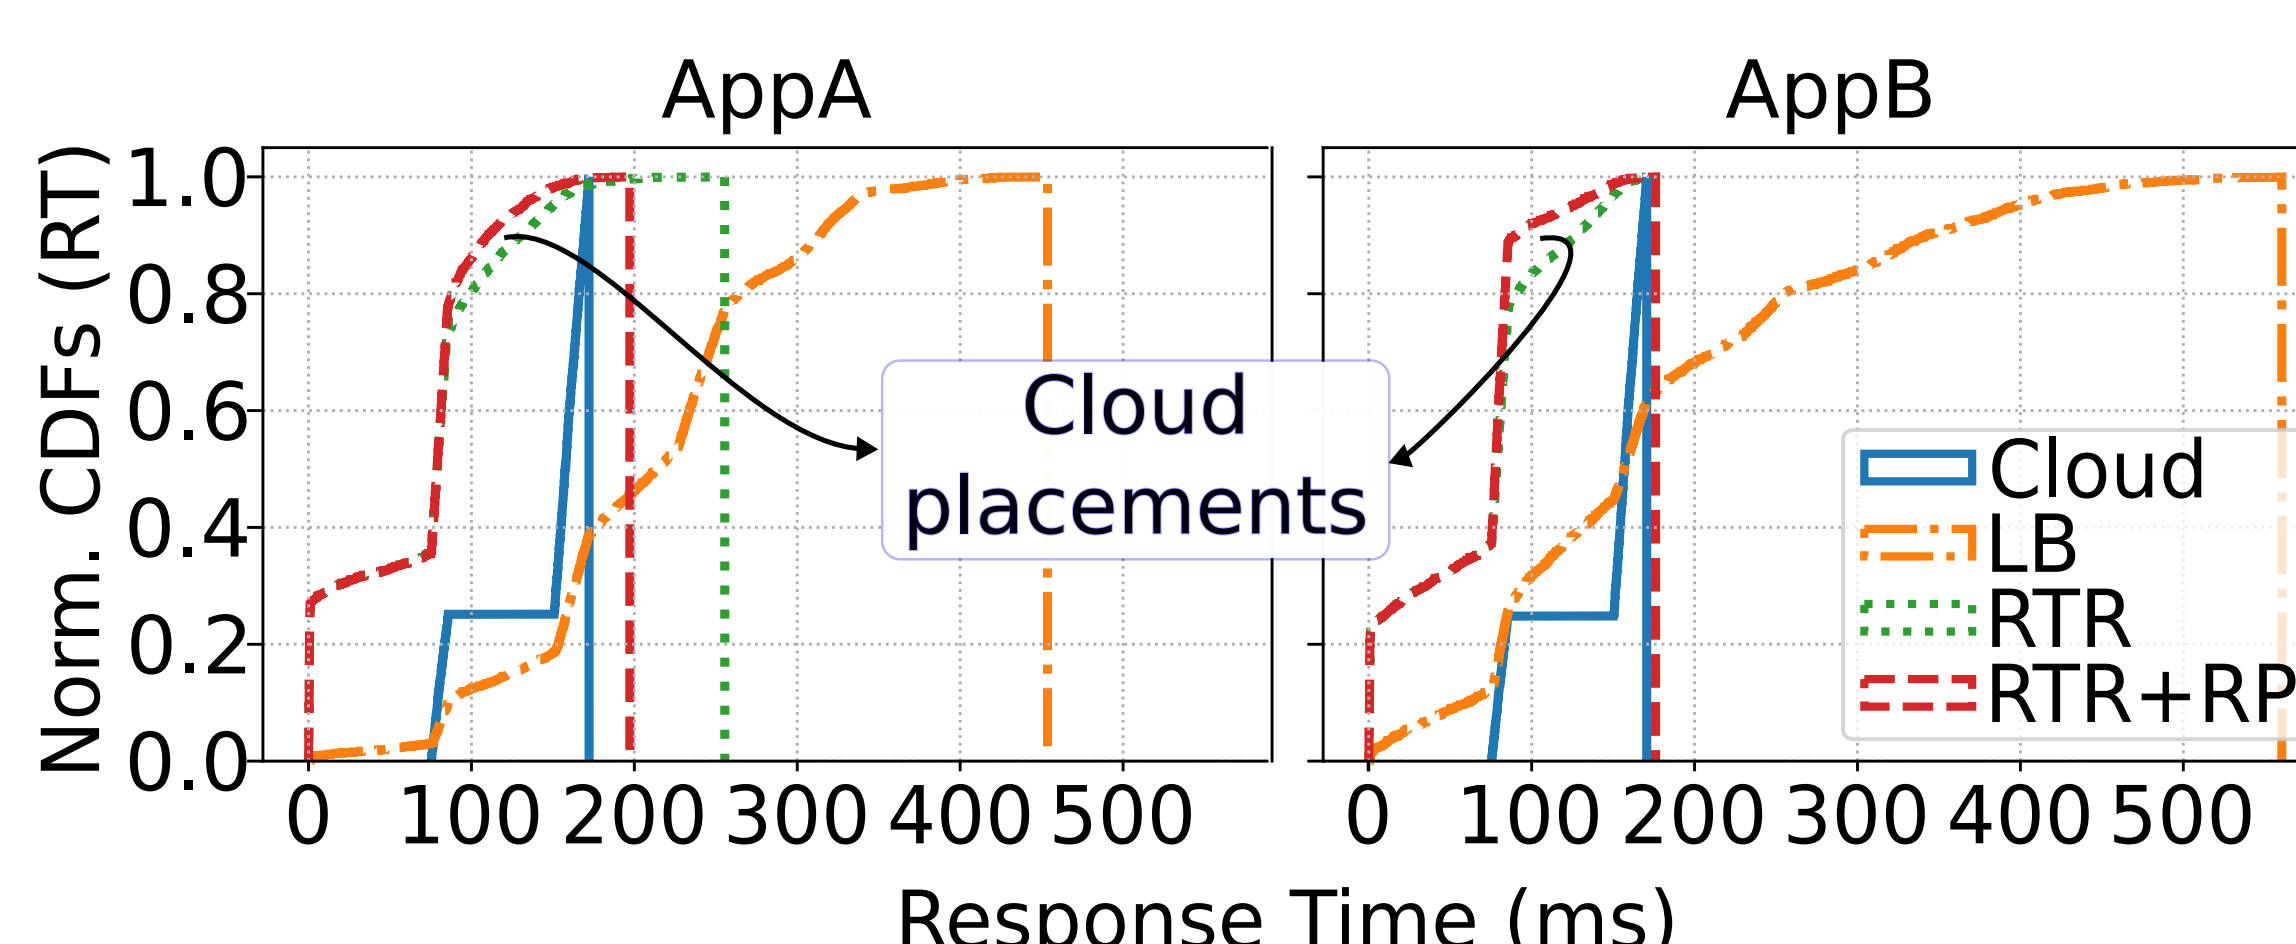 AppA
AppB
Norm. CDFs (RT)
1.0
0.8
0.6
0.4
0.2
0.0
0 100 200 300 400 500
0 100 200 300 400 500
Cloud
placements
Cloud
LB
RTR
RTR+RP
Response Time (ms)